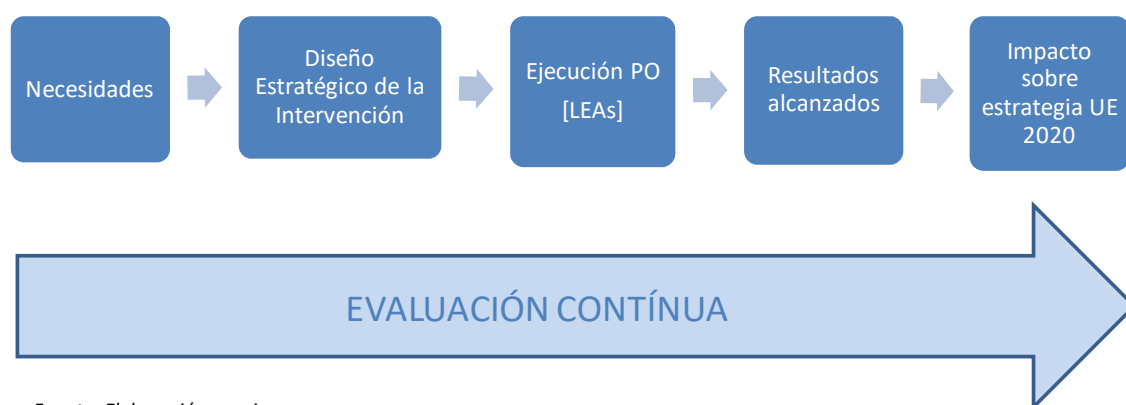 Necesidades
Diseño
Estratégico de la
Intervención
Ejecución PO
[LEAs]
Resultados
alcanzados
Impacto
sobre
estrategia UE
2020
EVALUACIÓN CONTÍNUA